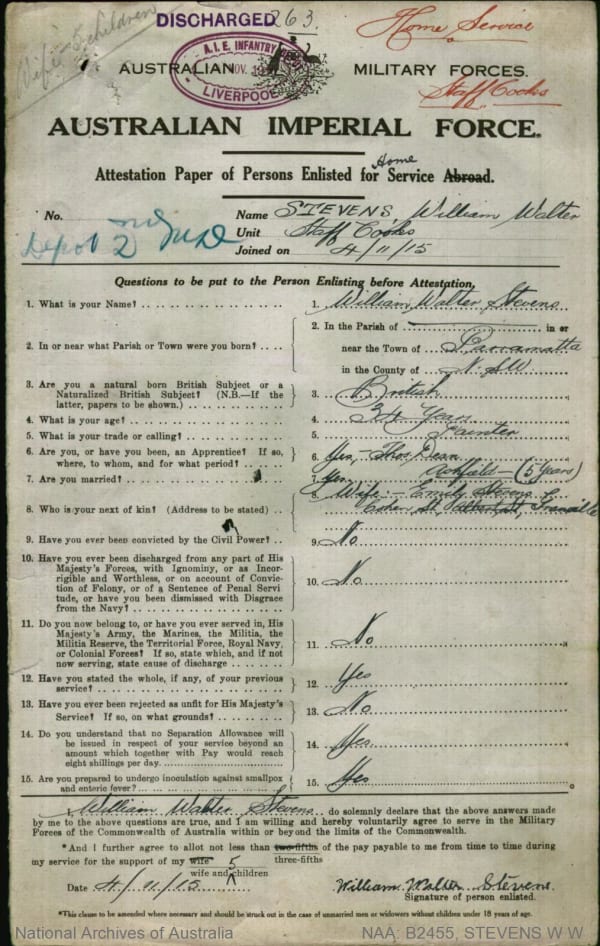 Wife 5 children
DISCHARGED 263.
Home Service
A.I.F. INFANTRY
NOV.
LIVERPOOL
AUSTRALIAN MILITARY FORCES.
Staff Cooks
AUSTRALIAN IMPERIAL FORCE.
Attestation Paper of Persons Enlisted for Home Service Abroad.
No.
Name STEVENS, William Walter
Depot 2nd
Unit Staff Cooks
Joined on 4/11/15
Questions to be put to the Person Enlisting before Attestation.
1. What is your Name? 1. William Walter Stevens
2. In or near what Parish or Town were you born? 2. In the Parish of in or
near the Town of Parramatta
in the County of N.S.W.
3. Are you a natural born British Subject or a
Naturalized British Subject? (N.B.—If the
latter, papers to be shown.) 3. British
4. What is your age? 4. 34 Years
5. What is your trade or calling? 5. Painter
6. Are you, or have you been, an Apprentice? If so,
where, to whom, and for what period? 6. Yes,- Thos. Dean
Ashfield - (5 years)
7. Are you married? 7. Yes.
8. Who is your next of kin? (Address to be stated) 8. Wife:- Emily Stevens
Cohen St, Granville
9. Have you ever been convicted by the Civil Power? 9. No
10. Have you ever been discharged from any part of His
Majesty's Forces, with Ignominy, or as Incor-
rigible and Worthless, or on account of Convic-
tion of Felony, or of a Sentence of Penal Servi
tude, or have you been dismissed with Disgrace
from the Navy? 10. No
11. Do you now belong to, or have you ever served in, His
Majesty's Army, the Marines, the Militia, the
Militia Reserve, the Territorial Force, Royal Navy,
or Colonial Forces? If so, state which, and if not
now serving, state cause of discharge 11. No
12. Have you stated the whole, if any, of your previous
service? 12. Yes
13. Have you ever been rejected as unfit for His Majesty's
Service? If so, on what grounds? 13. No
14. Do you understand that no Separation Allowance will
be issued in respect of your service beyond an
amount which together with Pay would reach
eight shillings per day. 14. Yes
15. Are you prepared to undergo inoculation against smallpox
and enteric fever? 15. Yes
I, William Walter Stevens do solemnly declare that the above answers made
by me to the above questions are true, and I am willing and hereby voluntarily agree to serve in the Military
Forces of the Commonwealth of Australia within or beyond the limits of the Commonwealth.
*And I further agree to allot not less than two-fifths of the pay payable to me from time to time during
three-fifths
my service for the support of my wife
wife and 5 children
Date 4/11/15 William Walter Stevens
Signature of person enlisted.
*This clause to be amended where necessary and should be struck out in the case of unmarried men or widowers without children under 18 years of age.
National Archives of Australia NAA: B2455, STEVENS W W